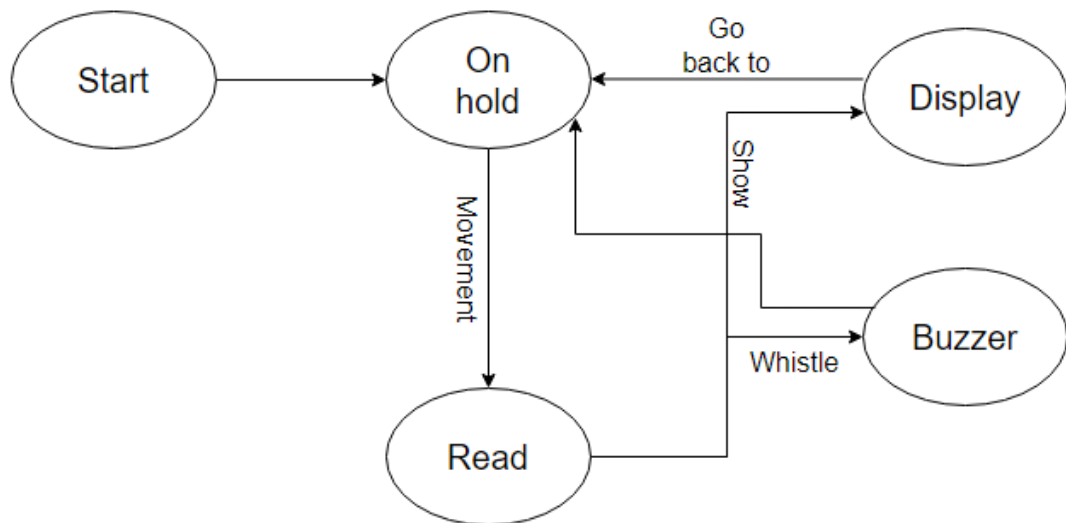 Start
On
hold
Go
back to
Display
Show
Movement
Whistle
Buzzer
Read